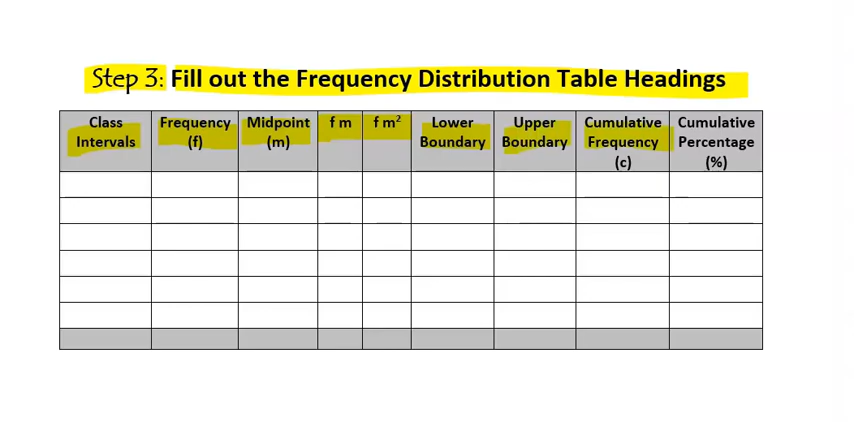 Step 3: Fill out the Frequency Distribution Table Headings
Class Intervals
Frequency (f)
Midpoint (m)
f m
f m²
Lower Boundary
Upper Boundary
Cumulative Frequency (c)
Cumulative Percentage (%)